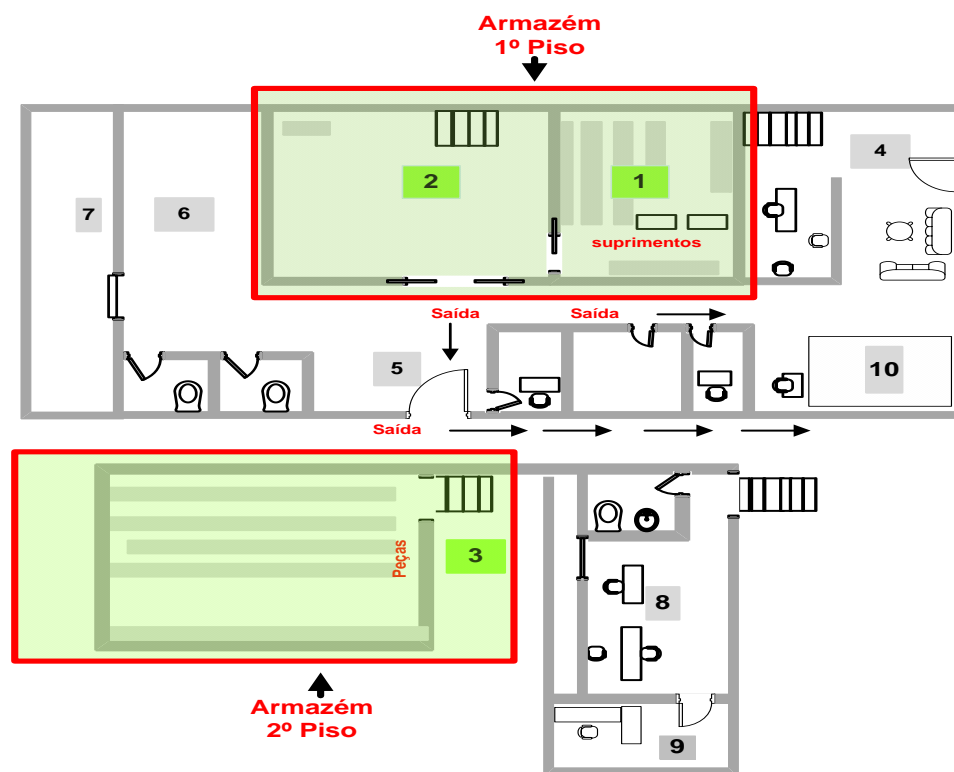 Armazém
1º Piso
4
2
1
7
6
suprimentos
Saída
Saída
5
10
Saída
Peças
3
8
Armazém
2º Piso
9